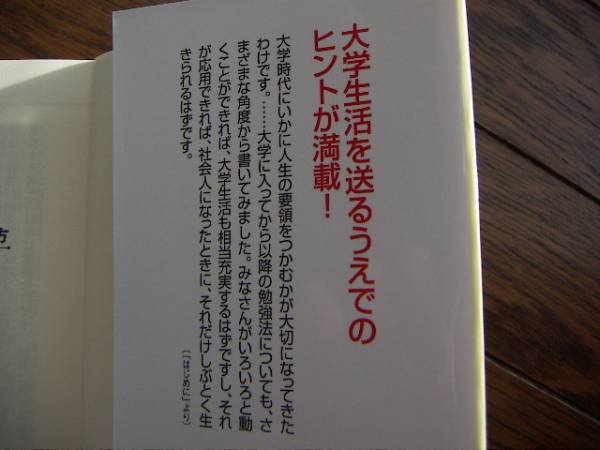 大学生活を送るうえでの
ヒントが満載！
大学時代にいかに人生の要領をつかむかが大切になってきた
わけです。……大学に入ってから以降の勉強法についても、さ
まざまな角度から書いてみました。みなさんがいろいろと動
くことができれば、大学生活も相当充実するはずですし、それ
が応用できれば、社会人になったときに、それだけしぶとく生
きられるはずです。
（「はじめに」より）
方